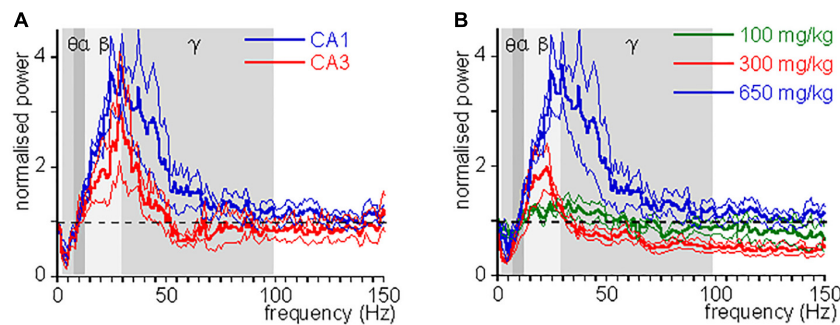 A
normalised power
4
2
0
θα β γ
CA1
CA3
0 50 100 150
frequency (Hz)
B
normalised power
4
2
0
θα β γ
100 mg/kg
300 mg/kg
650 mg/kg
0 50 100 150
frequency (Hz)